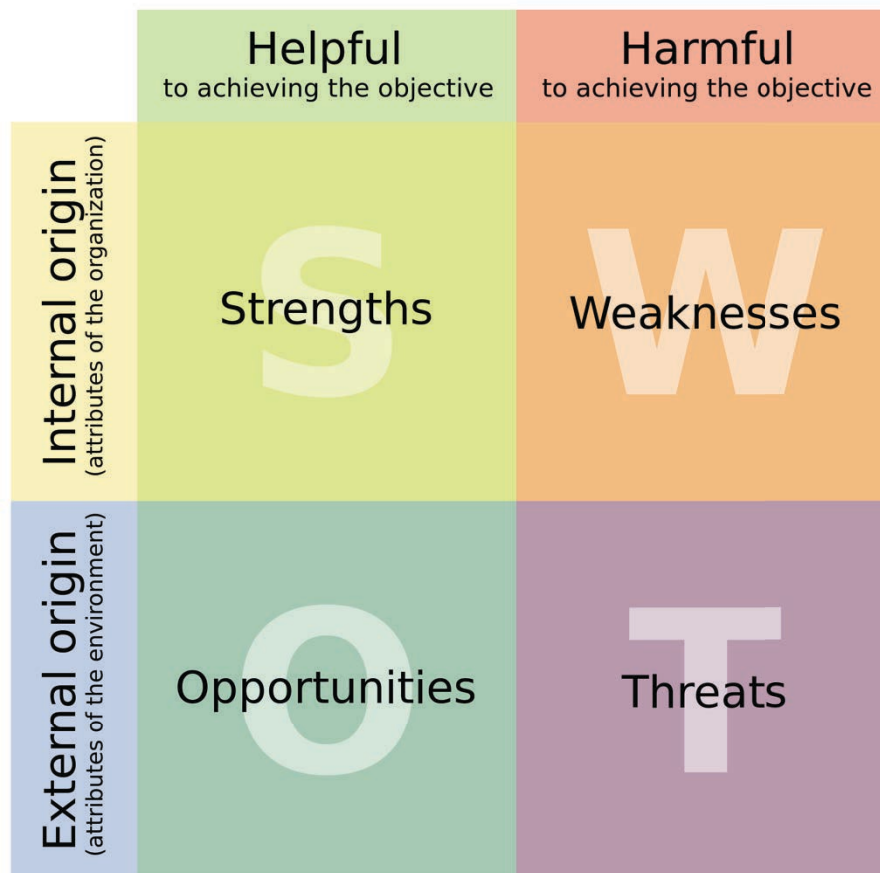 Helpful
to achieving the objective
Harmful
to achieving the objective
Internal origin
(attributes of the organization)
S
Strengths
W
Weaknesses
External origin
(attributes of the environment)
O
Opportunities
T
Threats